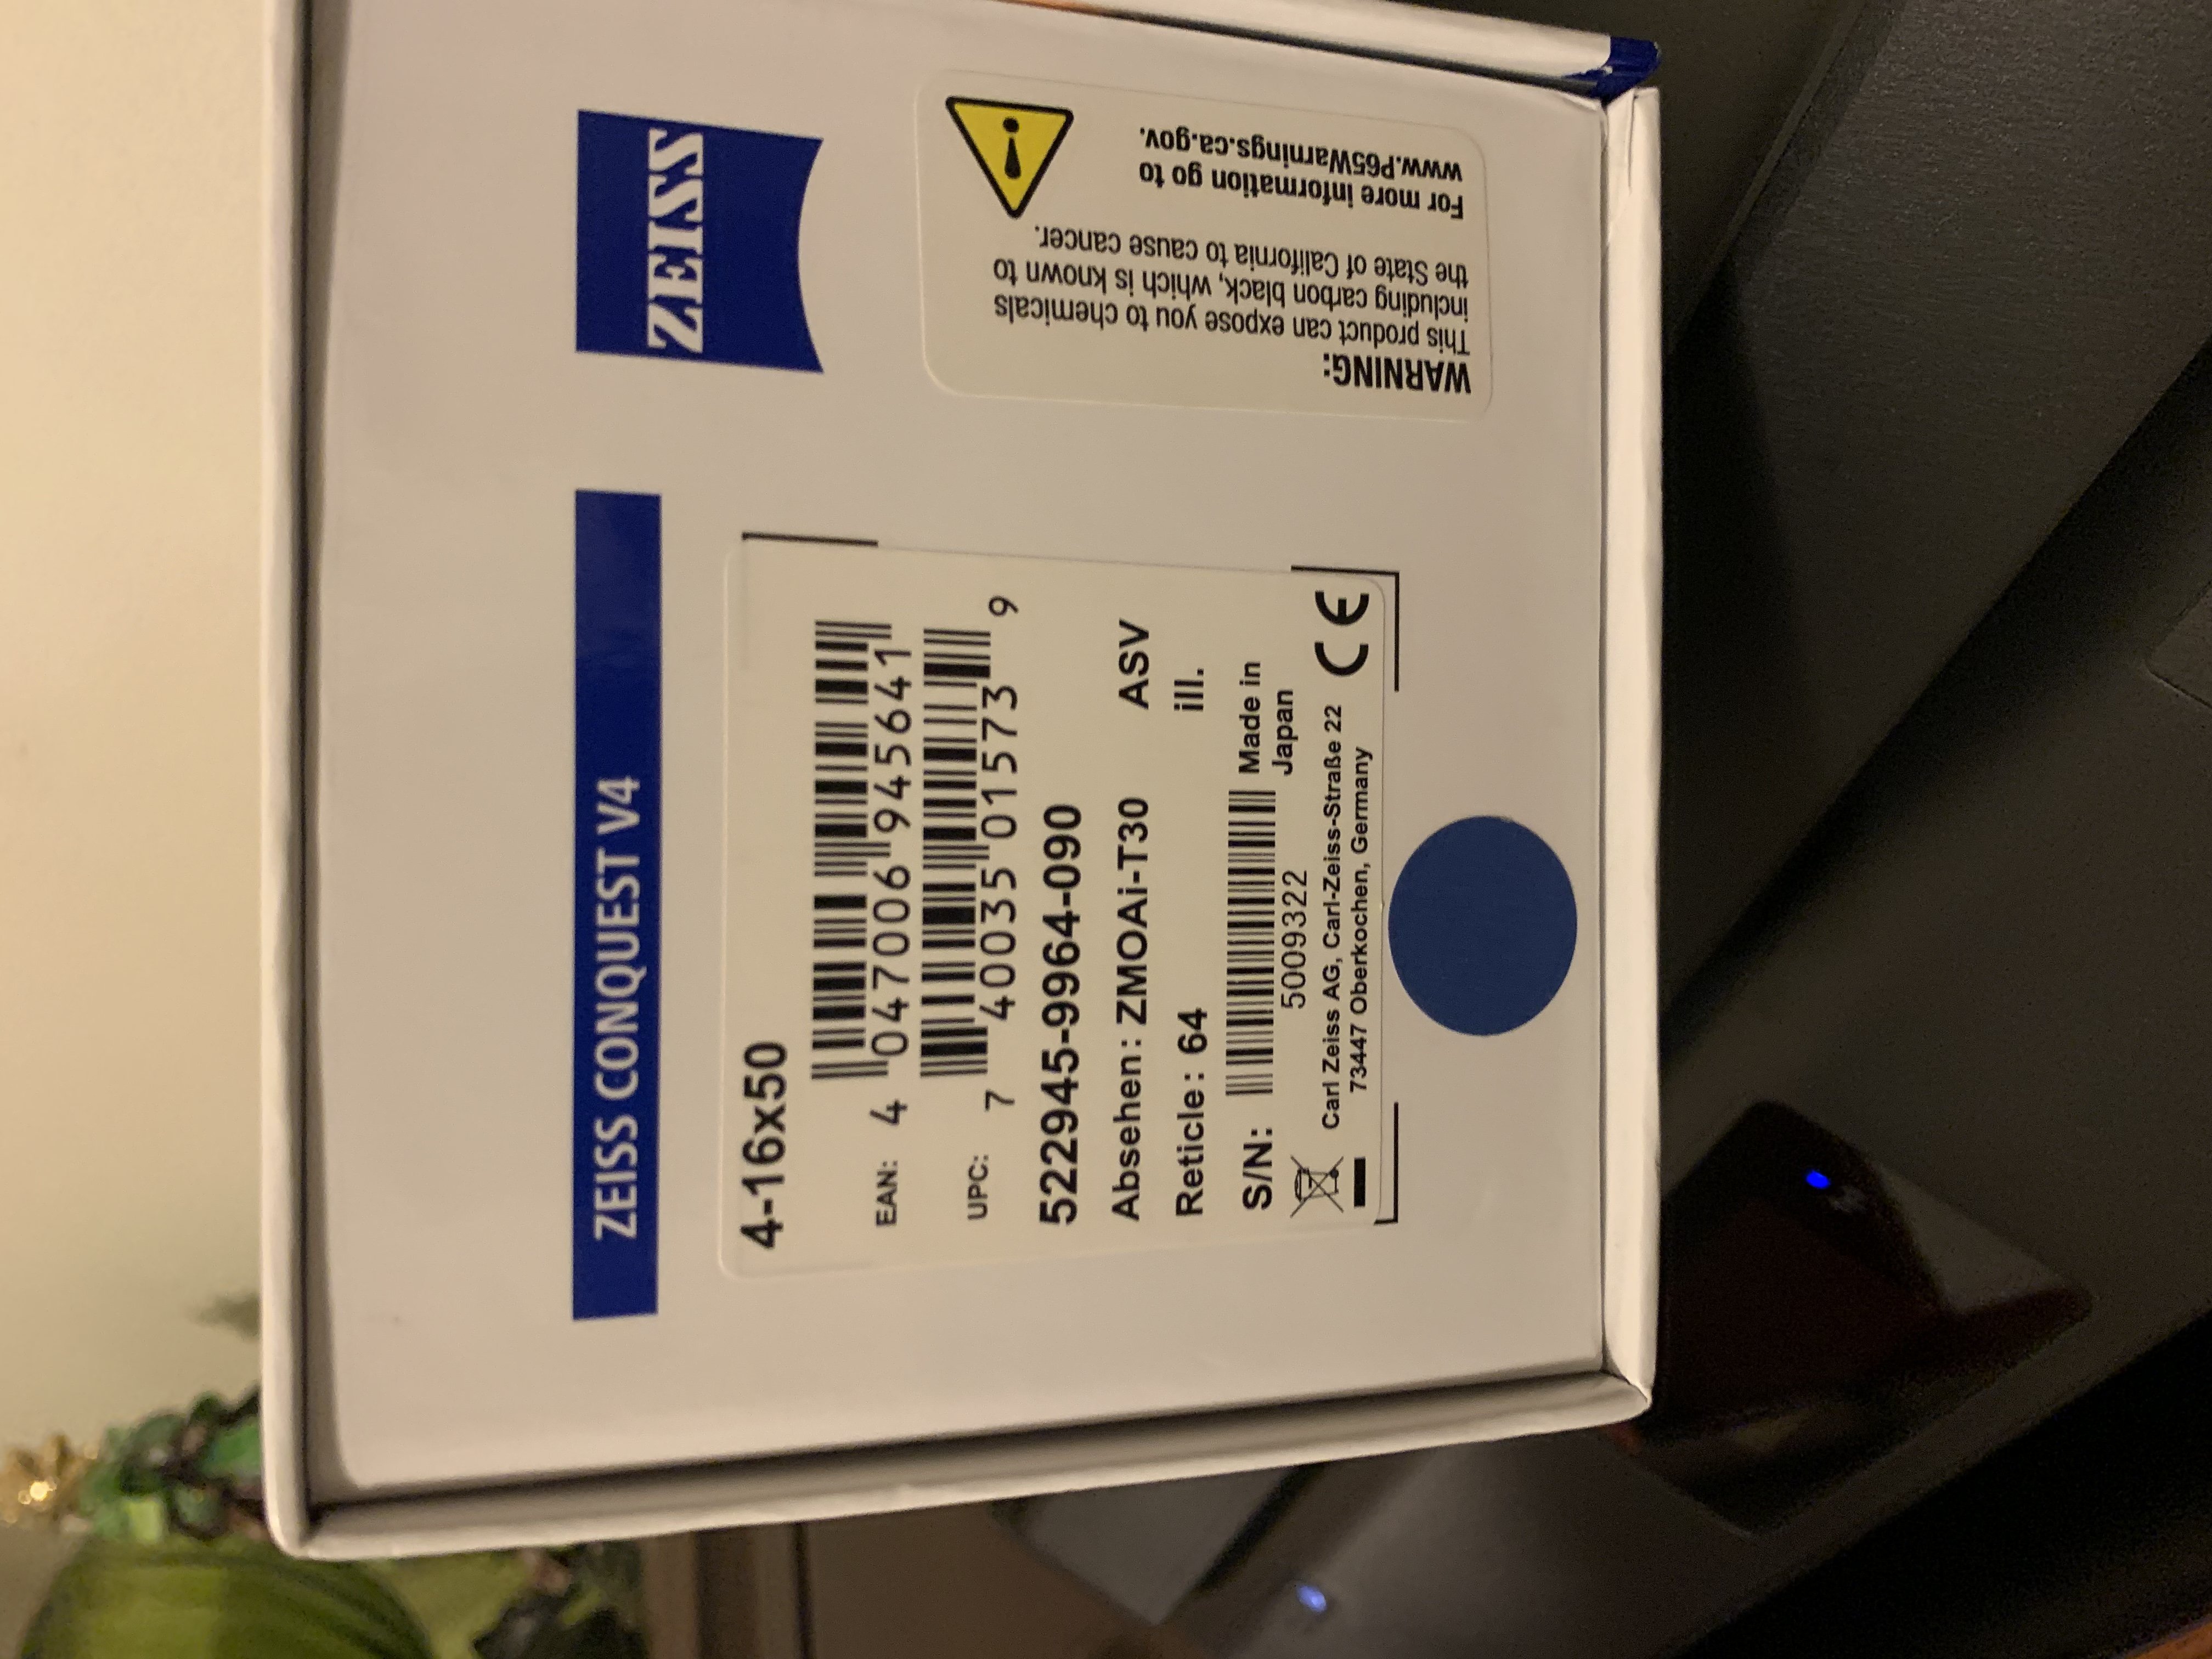 ZEISS CONQUEST V4
ZEISS
4-16x50
EAN: 4 047006 945641
UPC: 7 40035 01573 9
522945-9964-090
Absehen: ZMOAi-T30 ASV
Reticle: 64 ill.
S/N: Made in
5009322 Japan
Carl Zeiss AG, Carl-Zeiss-Straße 22
73447 Oberkochen, Germany
CE
WARNING:
This product can expose you to chemicals
including carbon black, which is known to
the State of California to cause cancer.
For more information go to
www.P65Warnings.ca.gov.